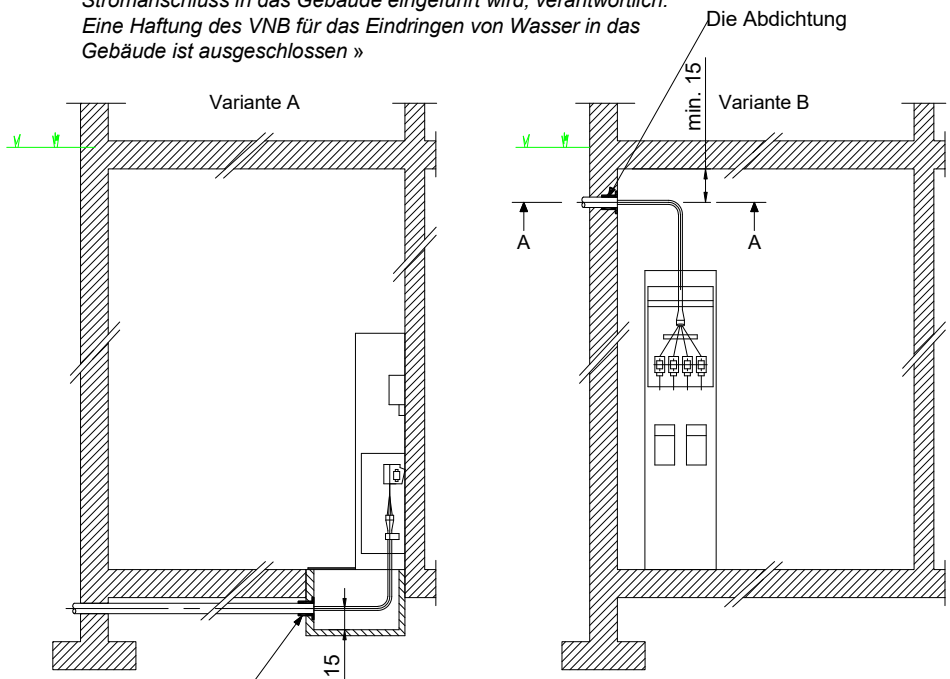 Stromanschluss in das Gebäude eingeführt wird, verantwortlich.
Eine Haftung des VNB für das Eindringen von Wasser in das
Gebäude ist ausgeschlossen »
Die Abdichtung
Variante A
min. 15
Variante B
A
A
15